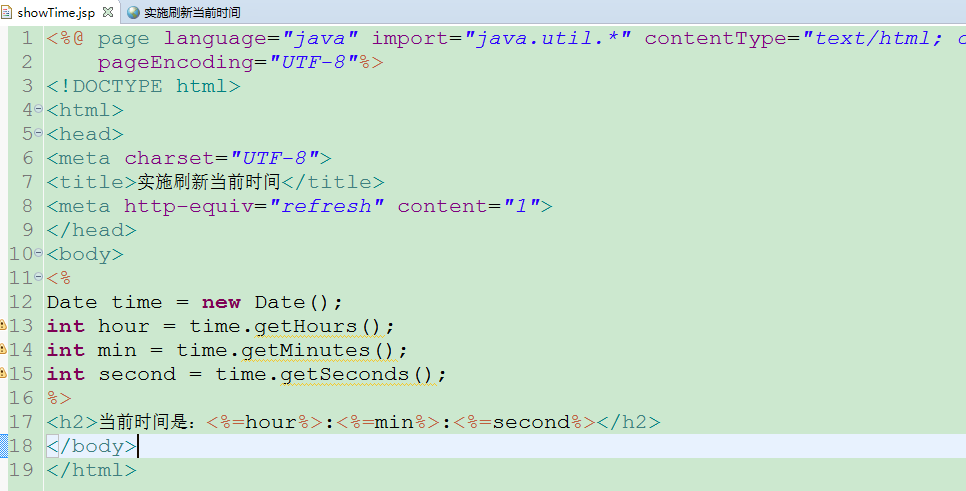 showTime.jsp 实施刷新当前时间
1 <%@ page language="java" import="java.util.*" contentType="text/html; c
2 pageEncoding="UTF-8"%>
3 <!DOCTYPE html>
4 <html>
5 <head>
6 <meta charset="UTF-8">
7 <title>实施刷新当前时间</title>
8 <meta http-equiv="refresh" content="1">
9 </head>
10 <body>
11 <%
12 Date time = new Date();
13 int hour = time.getHours();
14 int min = time.getMinutes();
15 int second = time.getSeconds();
16 %>
17 <h2>当前时间是：<%=hour%>:<%=min%>:<%=second%></h2>
18 </body>
19 </html>